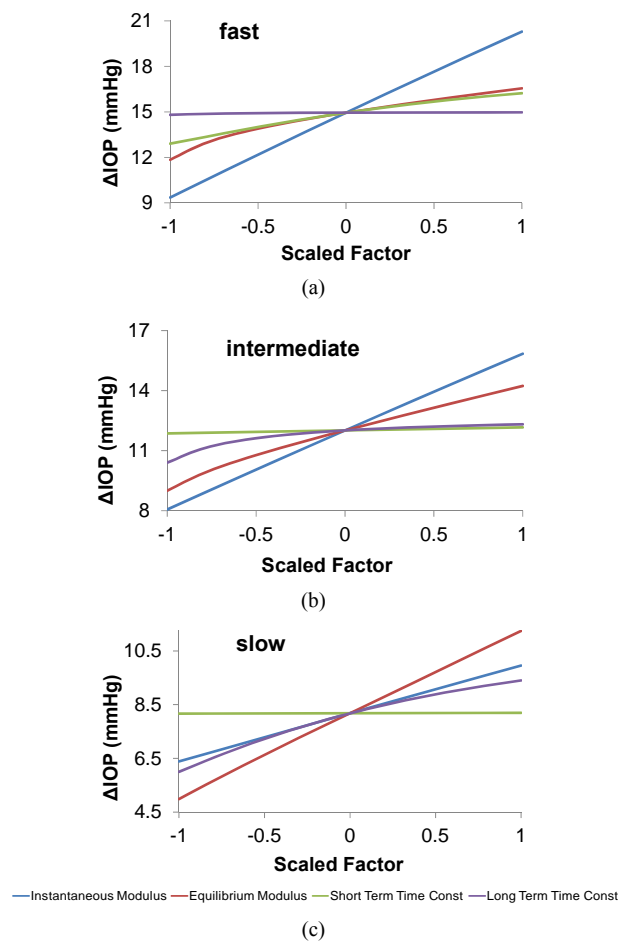 fast
ΔIOP (mmHg)
21
18
15
12
9
-1 -0.5 0 0.5 1
Scaled Factor
(a)
intermediate
ΔIOP (mmHg)
17
14
11
8
-1 -0.5 0 0.5 1
Scaled Factor
(b)
slow
ΔIOP (mmHg)
10.5
8.5
6.5
4.5
-1 -0.5 0 0.5 1
Scaled Factor
Instantaneous Modulus Equilibrium Modulus Short Term Time Const Long Term Time Const
(c)